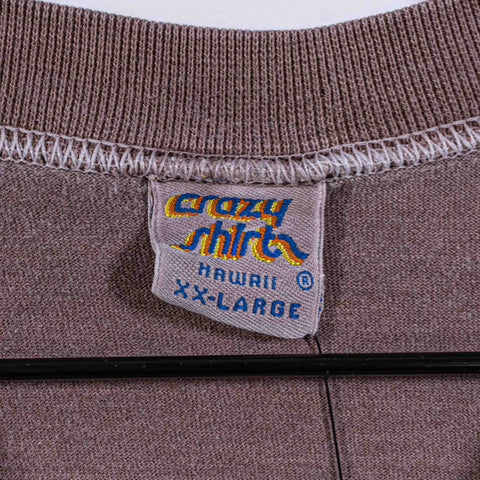 crazy
shirts
HAWAII ®
XX-LARGE